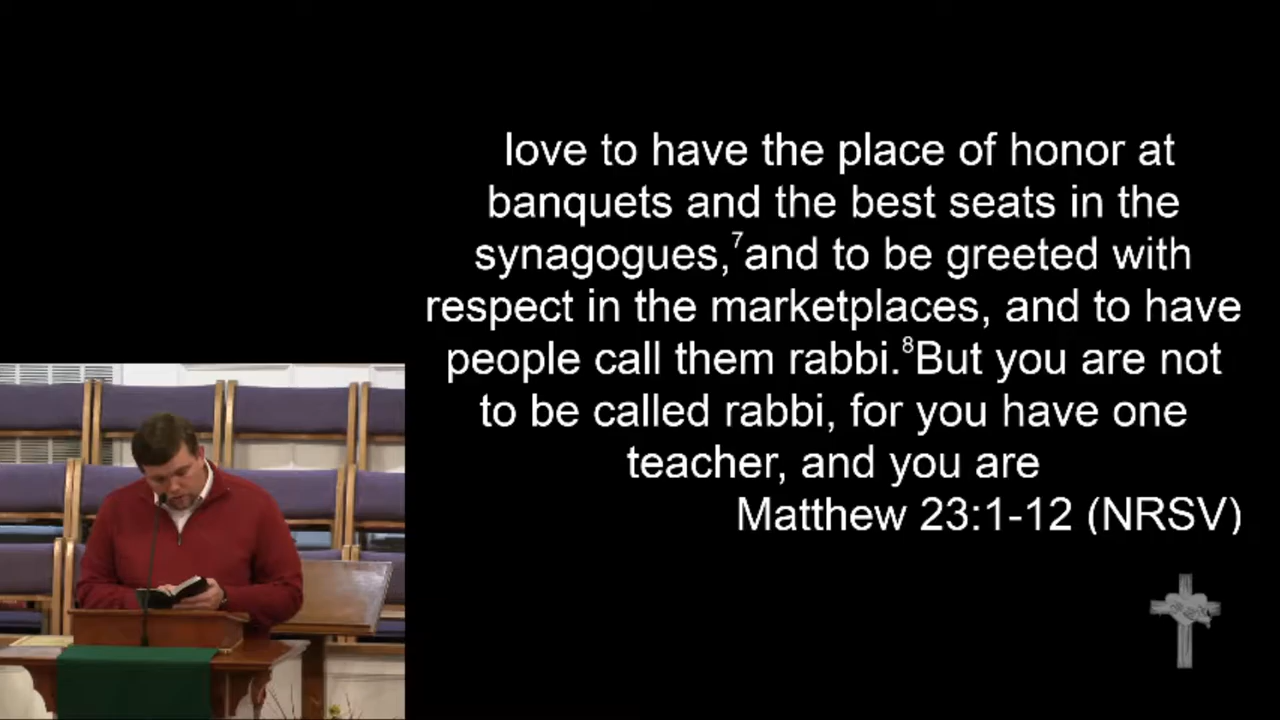 love to have the place of honor at
banquets and the best seats in the
synagogues,⁷and to be greeted with
respect in the marketplaces, and to have
people call them rabbi.⁸But you are not
to be called rabbi, for you have one
teacher, and you are
Matthew 23:1-12 (NRSV)